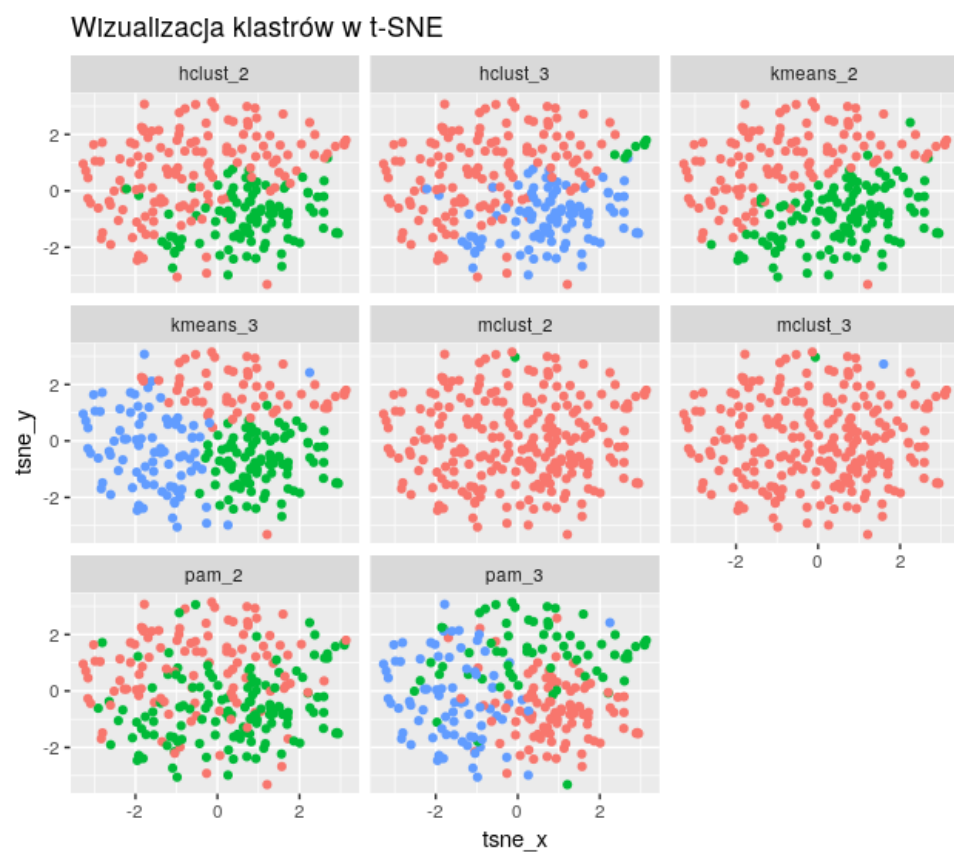 Wizualizacja klastrów w t-SNE
hclust_2 hclust_3 kmeans_2
2
0
-2
kmeans_3 mclust_2 mclust_3
2
0
-2
-2 0 2
pam_2 pam_3
2
0
-2
-2 0 2 -2 0 2
tsne_x
tsne_y